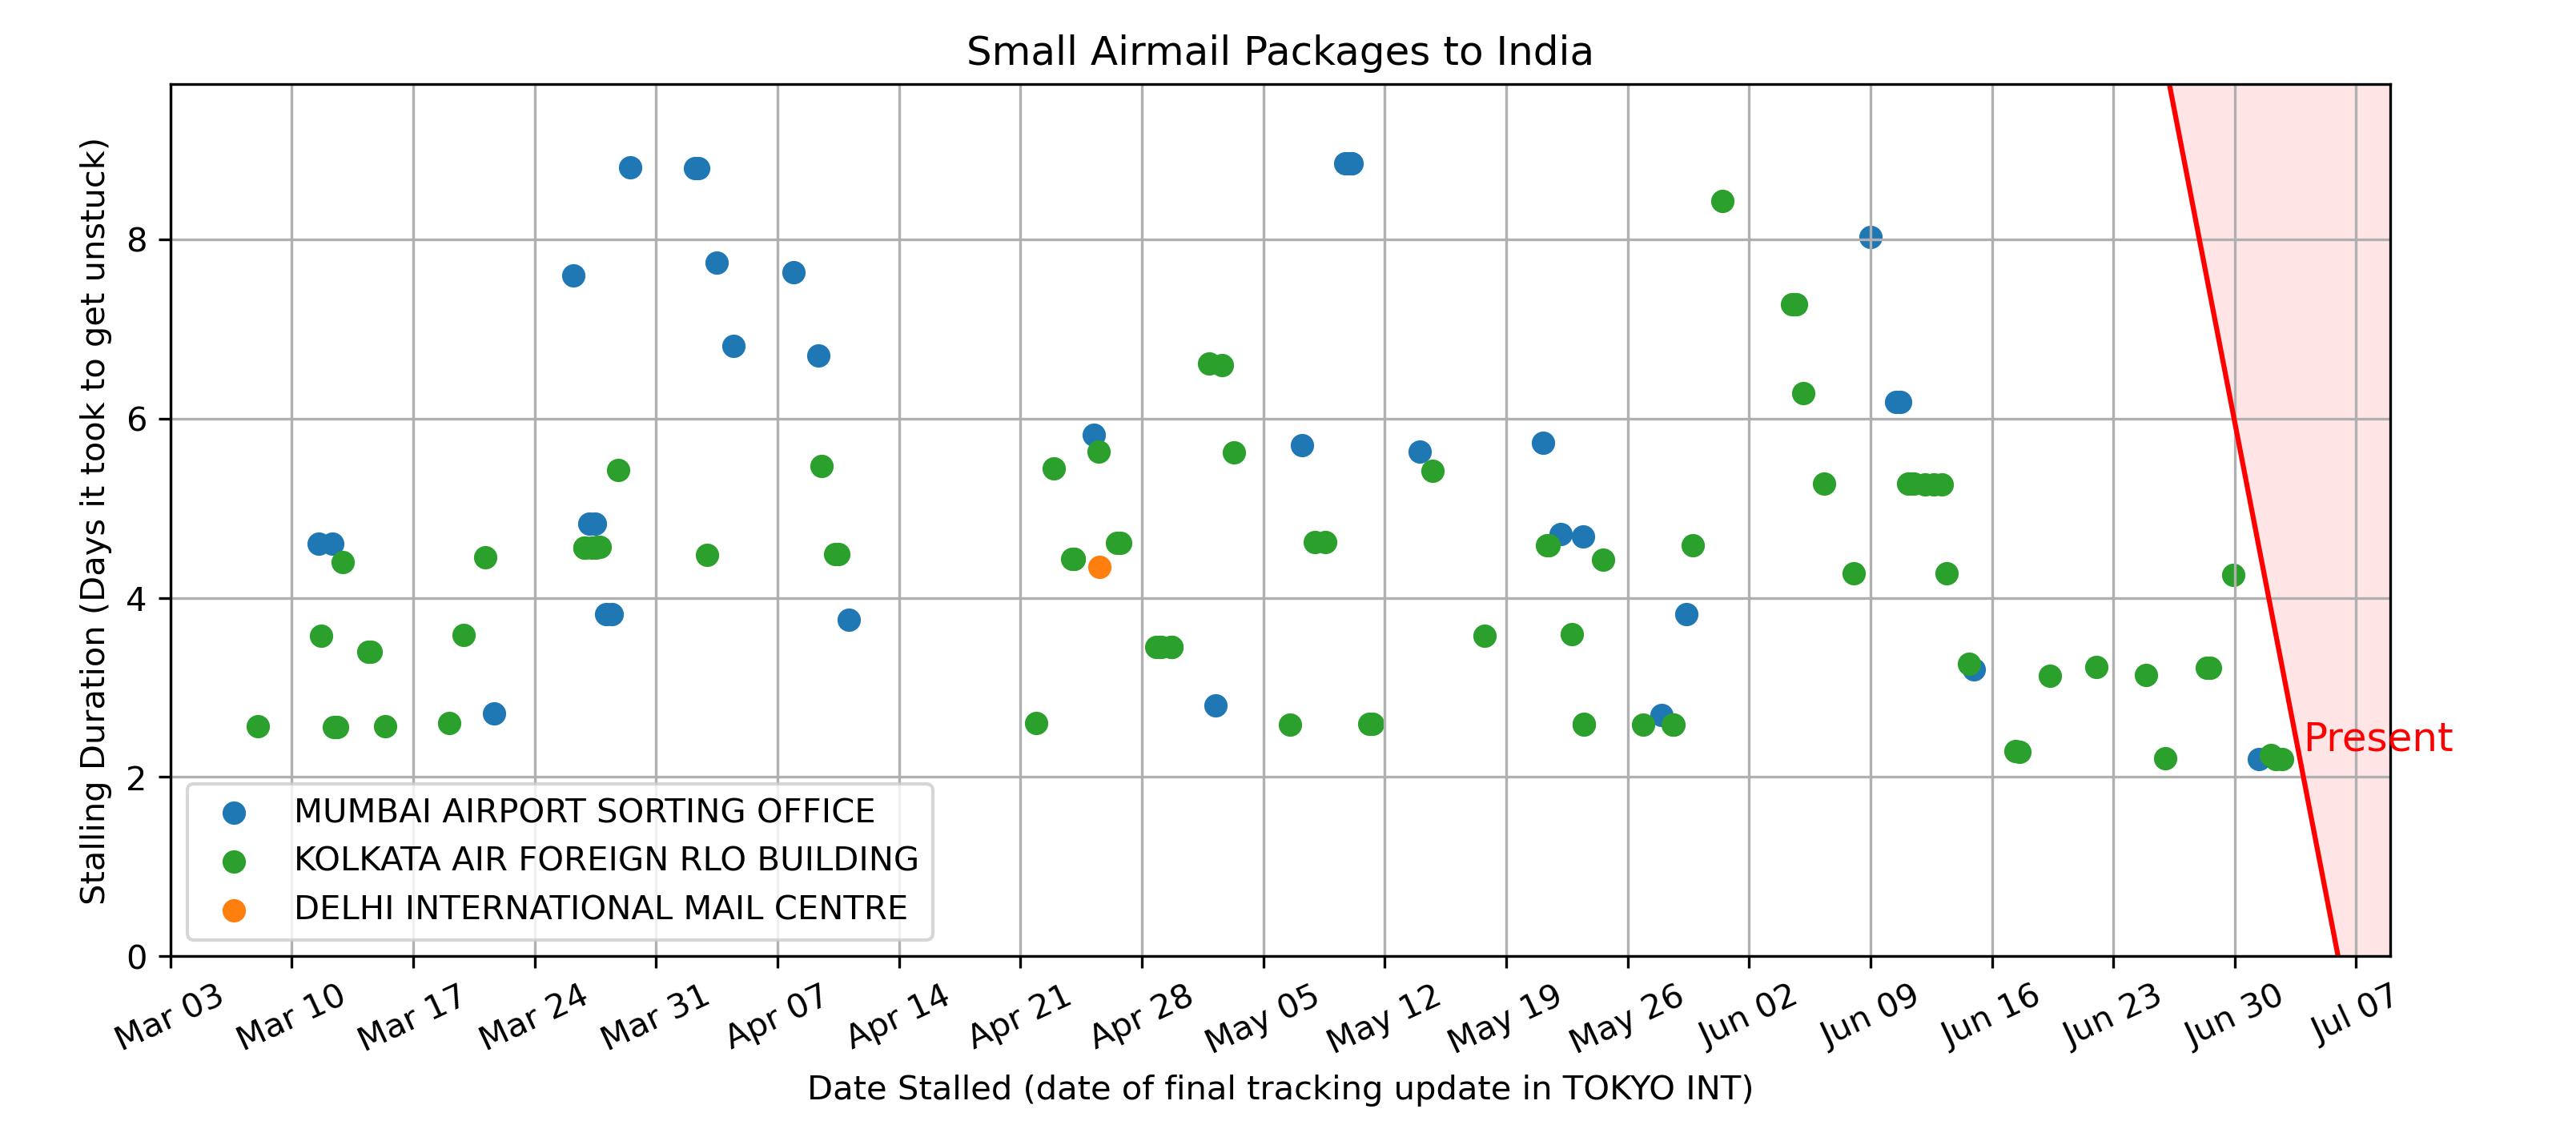 Small Airmail Packages to India
Stalling Duration (Days it took to get unstuck)
8
6
4
2
0
Present
MUMBAI AIRPORT SORTING OFFICE
KOLKATA AIR FOREIGN RLO BUILDING
DELHI INTERNATIONAL MAIL CENTRE
Mar 03
Mar 10
Mar 17
Mar 24
Mar 31
Apr 07
Apr 14
Apr 21
Apr 28
May 05
May 12
May 19
May 26
Jun 02
Jun 09
Jun 16
Jun 23
Jun 30
Jul 07
Date Stalled (date of final tracking update in TOKYO INT)